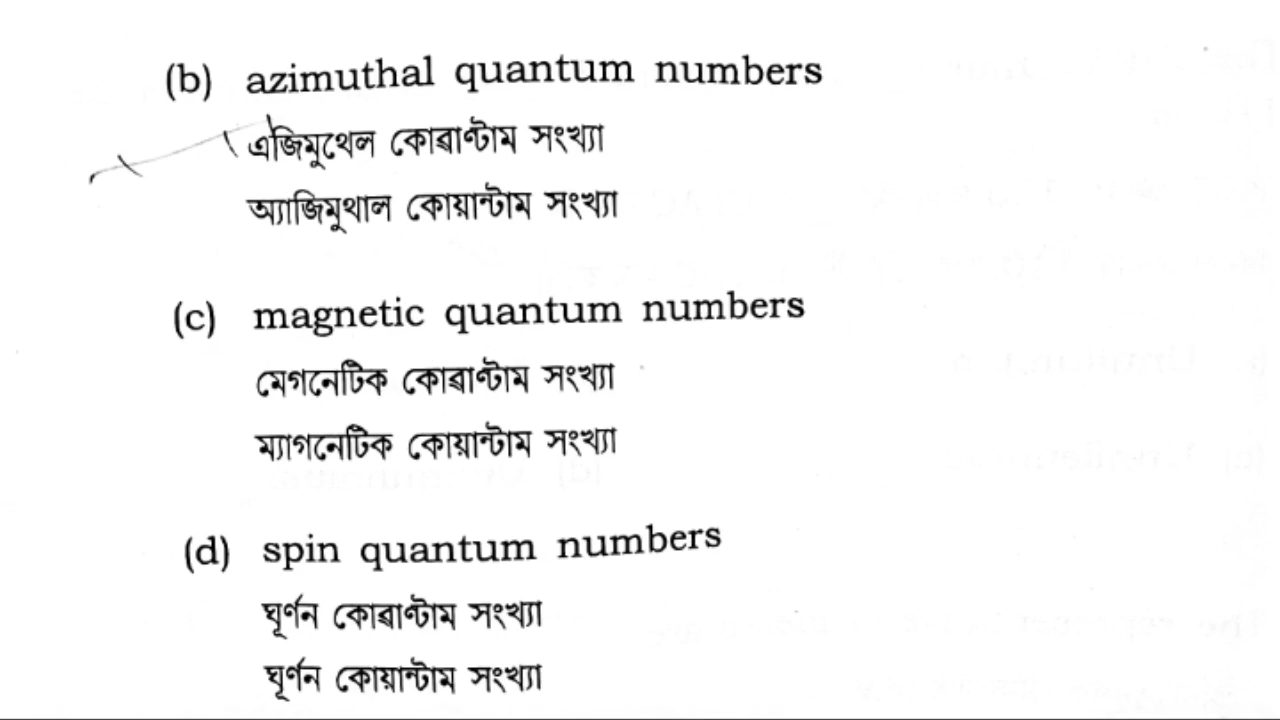 (b) azimuthal quantum numbers
এজিমুথেল কোৱাণ্টাম সংখ্যা
অ্যাজিমুথাল কোয়ান্টাম সংখ্যা
(c) magnetic quantum numbers
মেগনেটিক কোৱাণ্টাম সংখ্যা
ম্যাগনেটিক কোয়ান্টাম সংখ্যা
(d) spin quantum numbers
ঘূৰ্ণন কোৱাণ্টাম সংখ্যা
ঘূর্ণন কোয়ান্টাম সংখ্যা